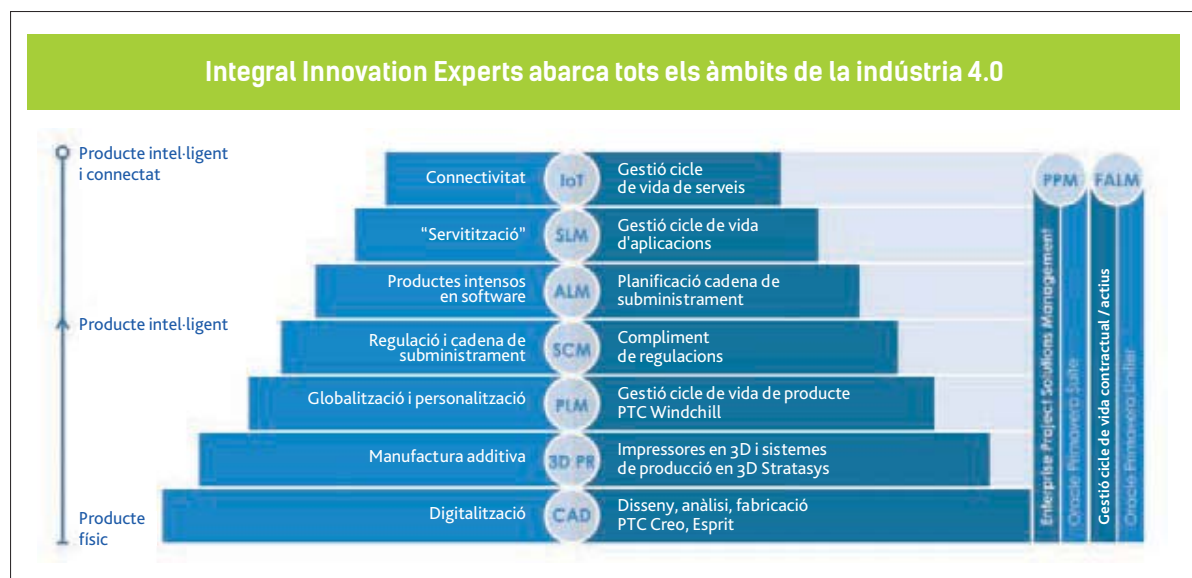 Integral Innovation Experts abarca tots els àmbits de la indústria 4.0
Producte intel·ligent
i connectat
Producte intel·ligent
Producte
físic
Connectivitat
IoT
Gestió cicle
de vida de serveis
“Servitització”
SLM
Gestió cicle de vida
d'aplicacions
Productes intensos
en software
ALM
Planificació cadena de
subministrament
Regulació i cadena de
subministrament
SCM
Compliment
de regulacions
Globalització i personalització
PLM
Gestió cicle de vida de producte
PTC Windchill
Manufactura additiva
3D PR
Impressores en 3D i sistemes
de producció en 3D Stratasys
Digitalització
CAD
Disseny, anàlisi, fabricació
PTC Creo, Esprit
PPM
FALM
Enterprise Project Solutions Management
Oracle Primavera Suite
Gestió cicle de vida contractual / actius
Oracle Primavera Unifier